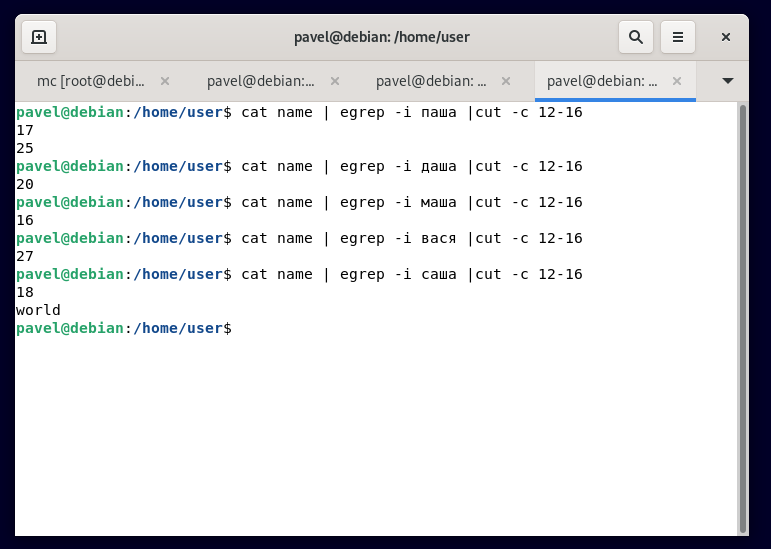 pavel@debian: /home/user
mc [root@debi... pavel@debian:... pavel@debian: ... pavel@debian: ...
pavel@debian:/home/user$ cat name | egrep -i паша |cut -c 12-16
17
25
pavel@debian:/home/user$ cat name | egrep -i даша |cut -c 12-16
20
pavel@debian:/home/user$ cat name | egrep -i маша |cut -c 12-16
16
pavel@debian:/home/user$ cat name | egrep -i вася |cut -c 12-16
27
pavel@debian:/home/user$ cat name | egrep -i саша |cut -c 12-16
18
world
pavel@debian:/home/user$